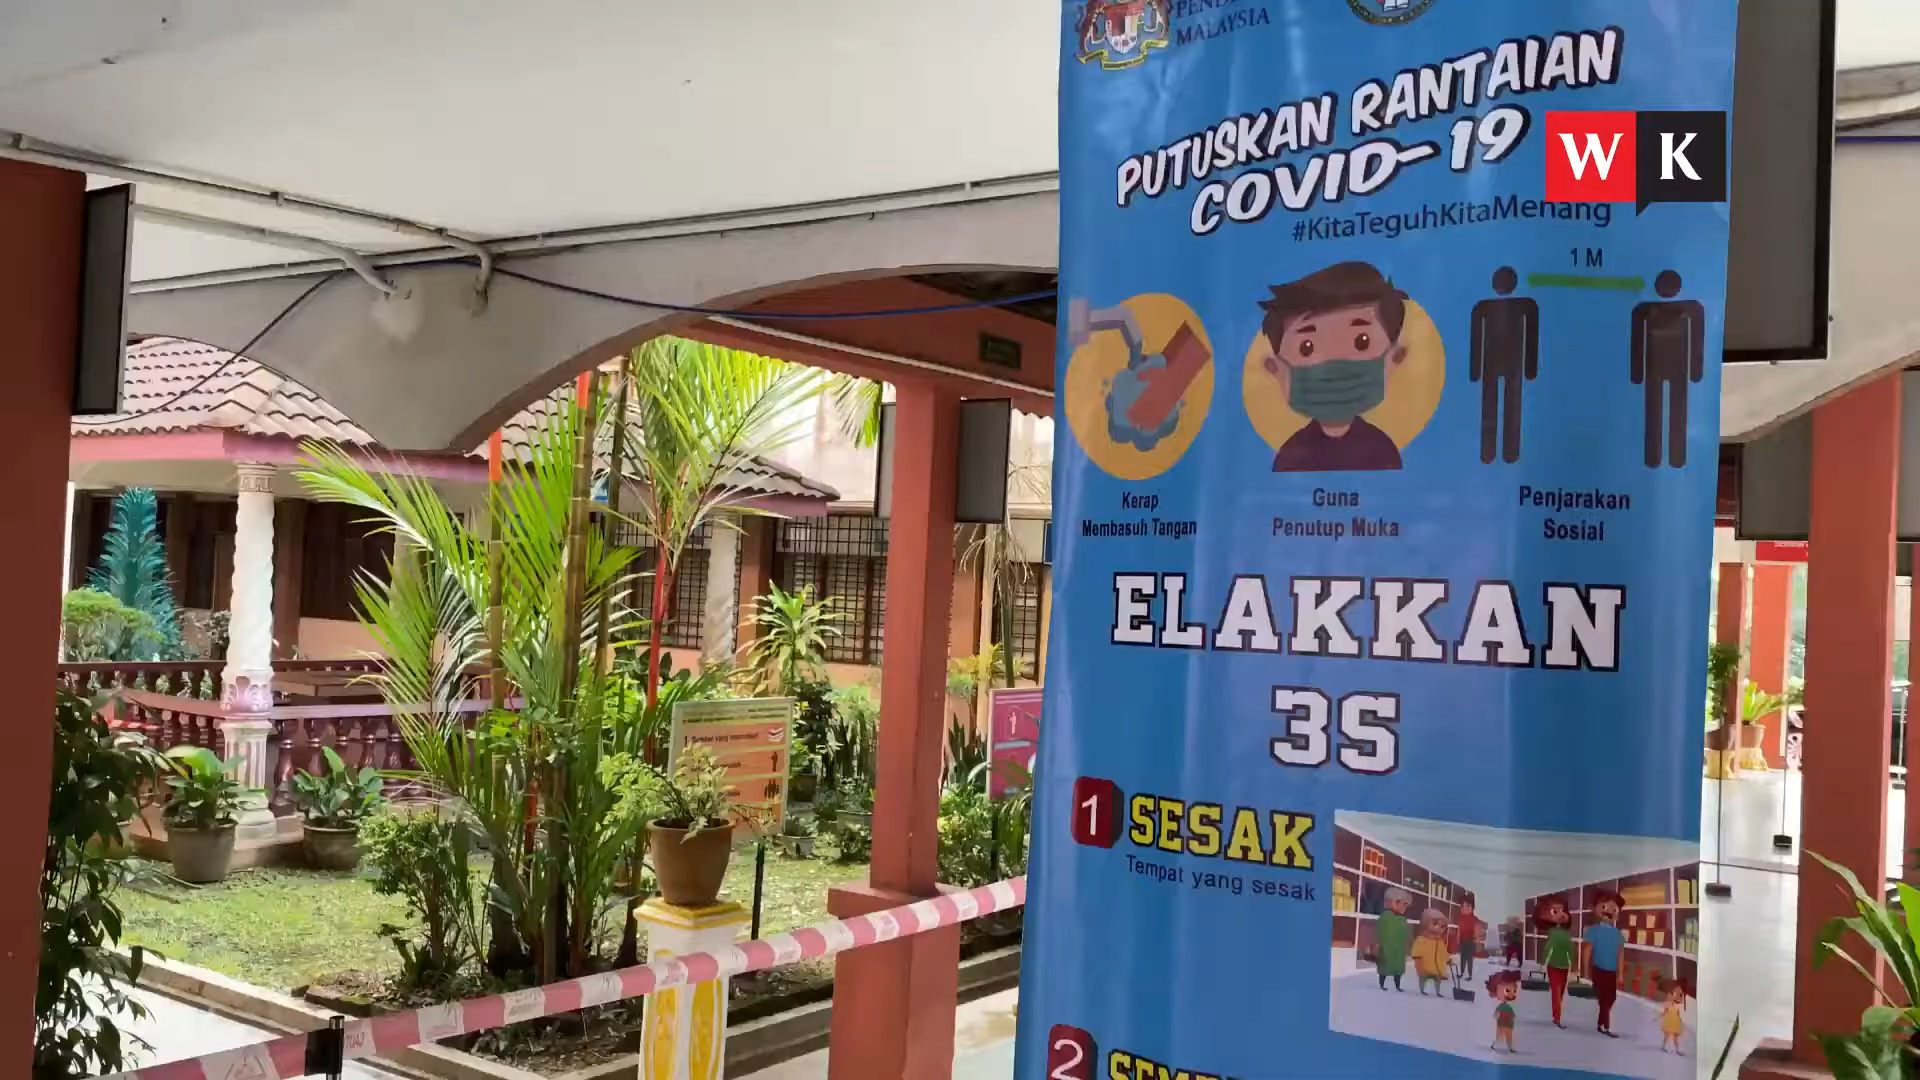 MALAYSIA
PUTUSKAN RANTAIAN
COVID-19
#KitaTeguhKitaMenang
W K
1 M
Kerap
Membasuh Tangan
Guna
Penutup Muka
Penjarakan
Sosial
ELAKKAN
3S
1 SESAK
Tempat yang sesak
2